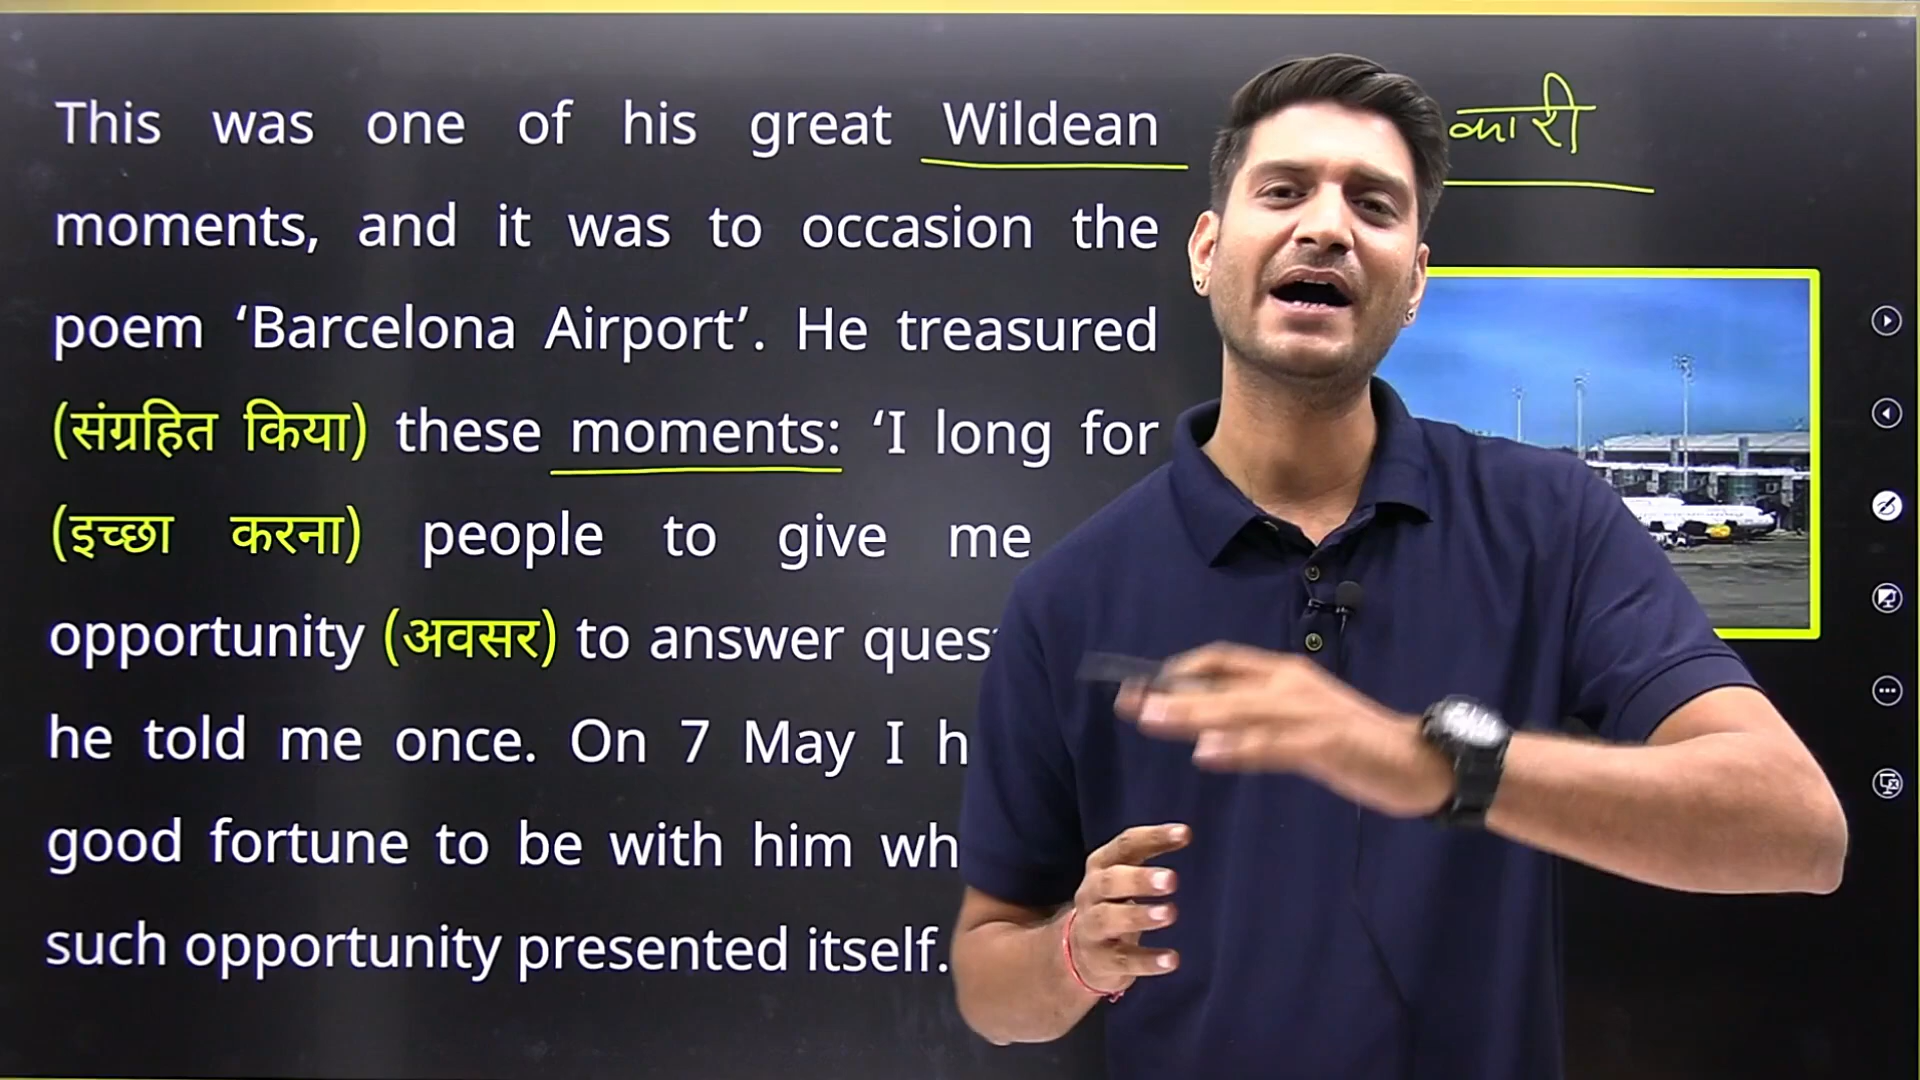 This was one of his great Wildean
moments, and it was to occasion the
poem ‘Barcelona Airport’. He treasured
(संग्रहित किया) these moments: ‘I long for
(इच्छा करना) people to give me
opportunity (अवसर) to answer
he told me once. On 7 May I
good fortune to be with him
such opportunity presented itself.
कारी